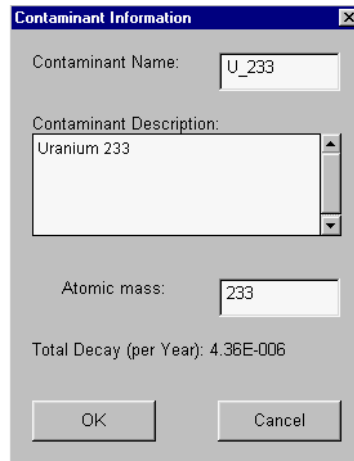 Contaminant Information
Contaminant Name: U_233
Contaminant Description:
Uranium 233
Atomic mass: 233
Total Decay (per Year): 4.36E-006
OK Cancel